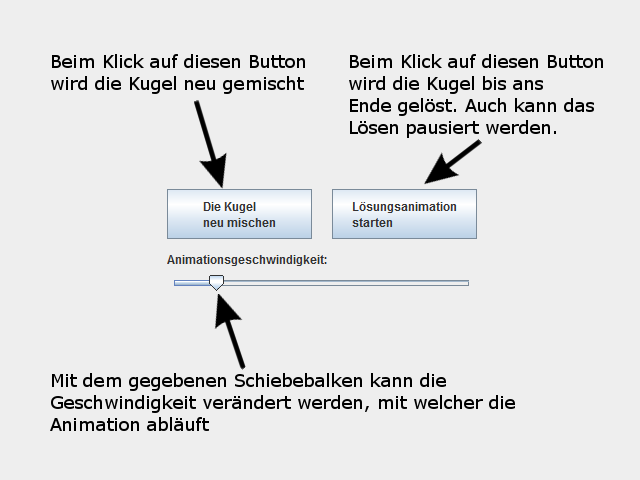 Beim Klick auf diesen Button
wird die Kugel neu gemischt
Beim Klick auf diesen Button
wird die Kugel bis ans
Ende gelöst. Auch kann das
Lösen pausiert werden.
Die Kugel
neu mischen
Lösungsanimation
starten
Animationsgeschwindigkeit:
Mit dem gegebenen Schiebebalken kann die
Geschwindigkeit verändert werden, mit welcher die
Animation abläuft